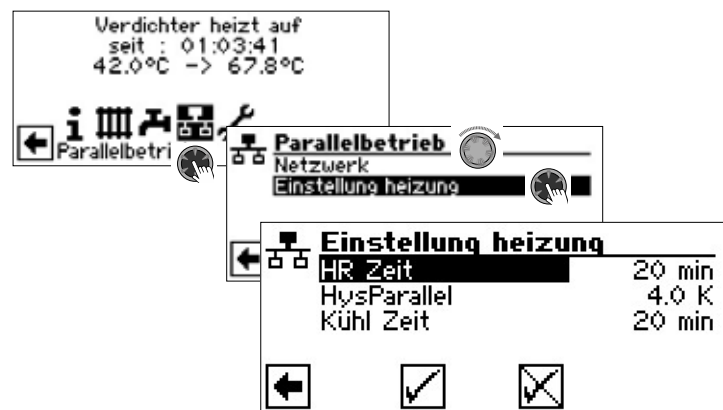 Verdichter heizt auf
seit : 01:03:41
42.0°C -> 67.8°C
Parallelbetri
Parallelbetrieb
Netzwerk
Einstellung heizung
Einstellung heizung
HR Zeit 20 min
HysParallel 4.0 K
Kühl Zeit 20 min